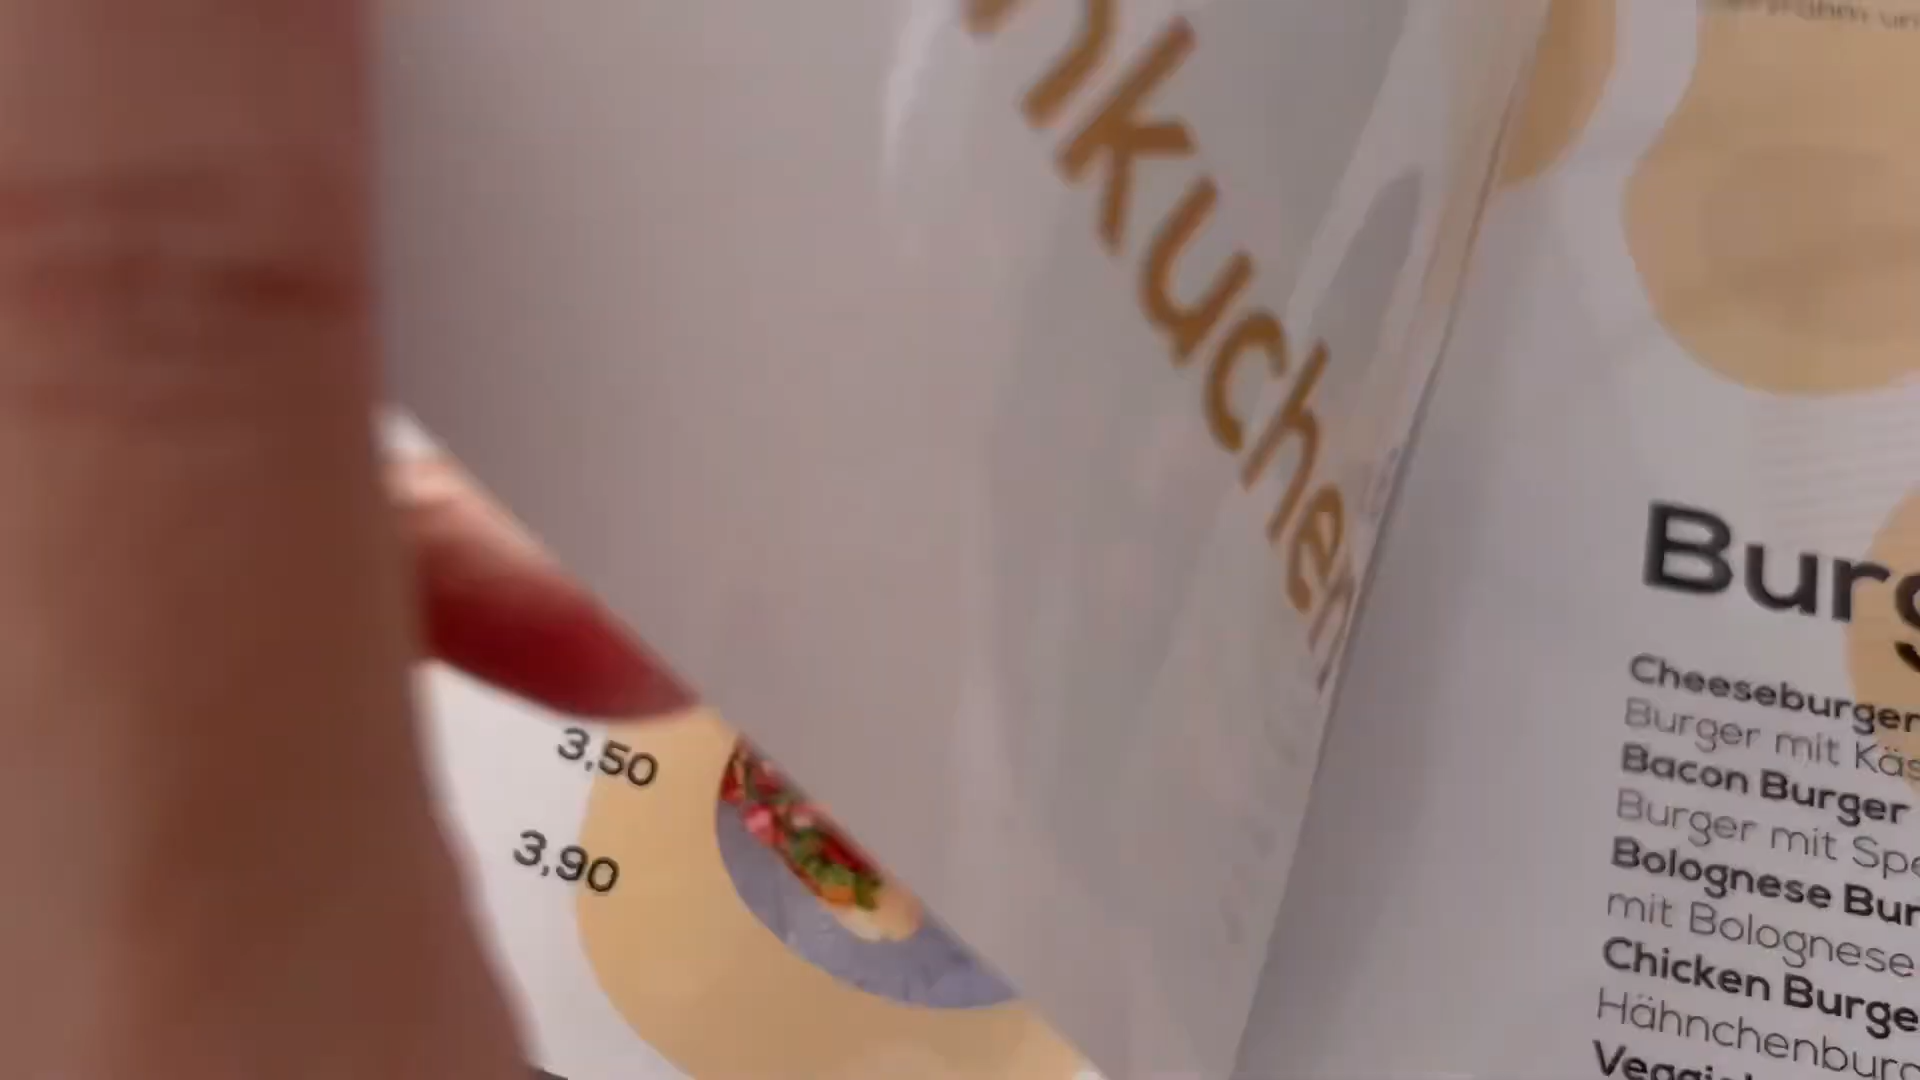 nkuchen
3,50
3,90
Burg
Cheeseburger
Burger mit Käs
Bacon Burger
Burger mit Spe
Bolognese Bur
mit Bolognese
Chicken Burge
Hähnchenburg